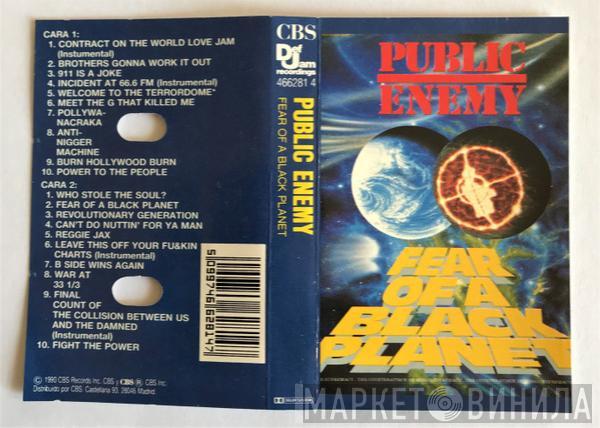 CARA 1:
1. CONTRACT ON THE WORLD LOVE JAM
(Instumental)
2. BROTHERS GONNA WORK IT OUT
3. 911 IS A JOKE
4. INCIDENT AT 66.6 FM (Instrumental)
5. WELCOME TO THE TERRORDOME*
6. MEET THE G THAT KILLED ME
7. POLLYWA-
NACRAKA
8. ANTI-
NIGGER
MACHINE
9. BURN HOLLYWOOD BURN
10. POWER TO THE PEOPLE
CARA 2:
1. WHO STOLE THE SOUL?
2. FEAR OF A BLACK PLANET
3. REVOLUTIONARY GENERATION
4. CAN'T DO NUTTIN' FOR YA MAN
5. REGGIE JAX
6. LEAVE THIS OFF YOUR FU&KIN
CHARTS (Instrumental)
7. B SIDE WINS AGAIN
8. WAR AT
33 1/3
9. FINAL
COUNT OF
THE COLLISION BETWEEN US
AND THE DAMNED
(Instrumental)
10. FIGHT THE POWER
5 099746 628147
© 1990 CBS Records Inc. CBS y CBS ® CBS Inc.
Distribuido por CBS. Castellana 93. 28046 Madrid.
CBS
Def Jam
recordings
466281 4
PUBLIC ENEMY
FEAR OF A BLACK PLANET
PUBLIC
ENEMY
FEAR
OF A
BLACK
PLANET
МАРКЕТ ВИНИЛА